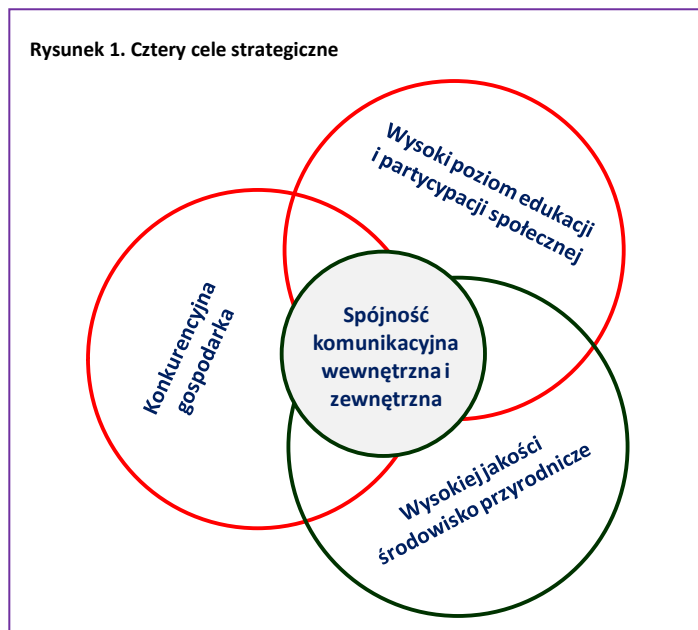 Rysunek 1. Cztery cele strategiczne
Wysoki poziom edukacji
i partycypacji społecznej
Konkurencyjna
gospodarka
Spójność
komunikacyjna
wewnętrzna i
zewnętrzna
Wysokiej jakości
środowisko przyrodnicze